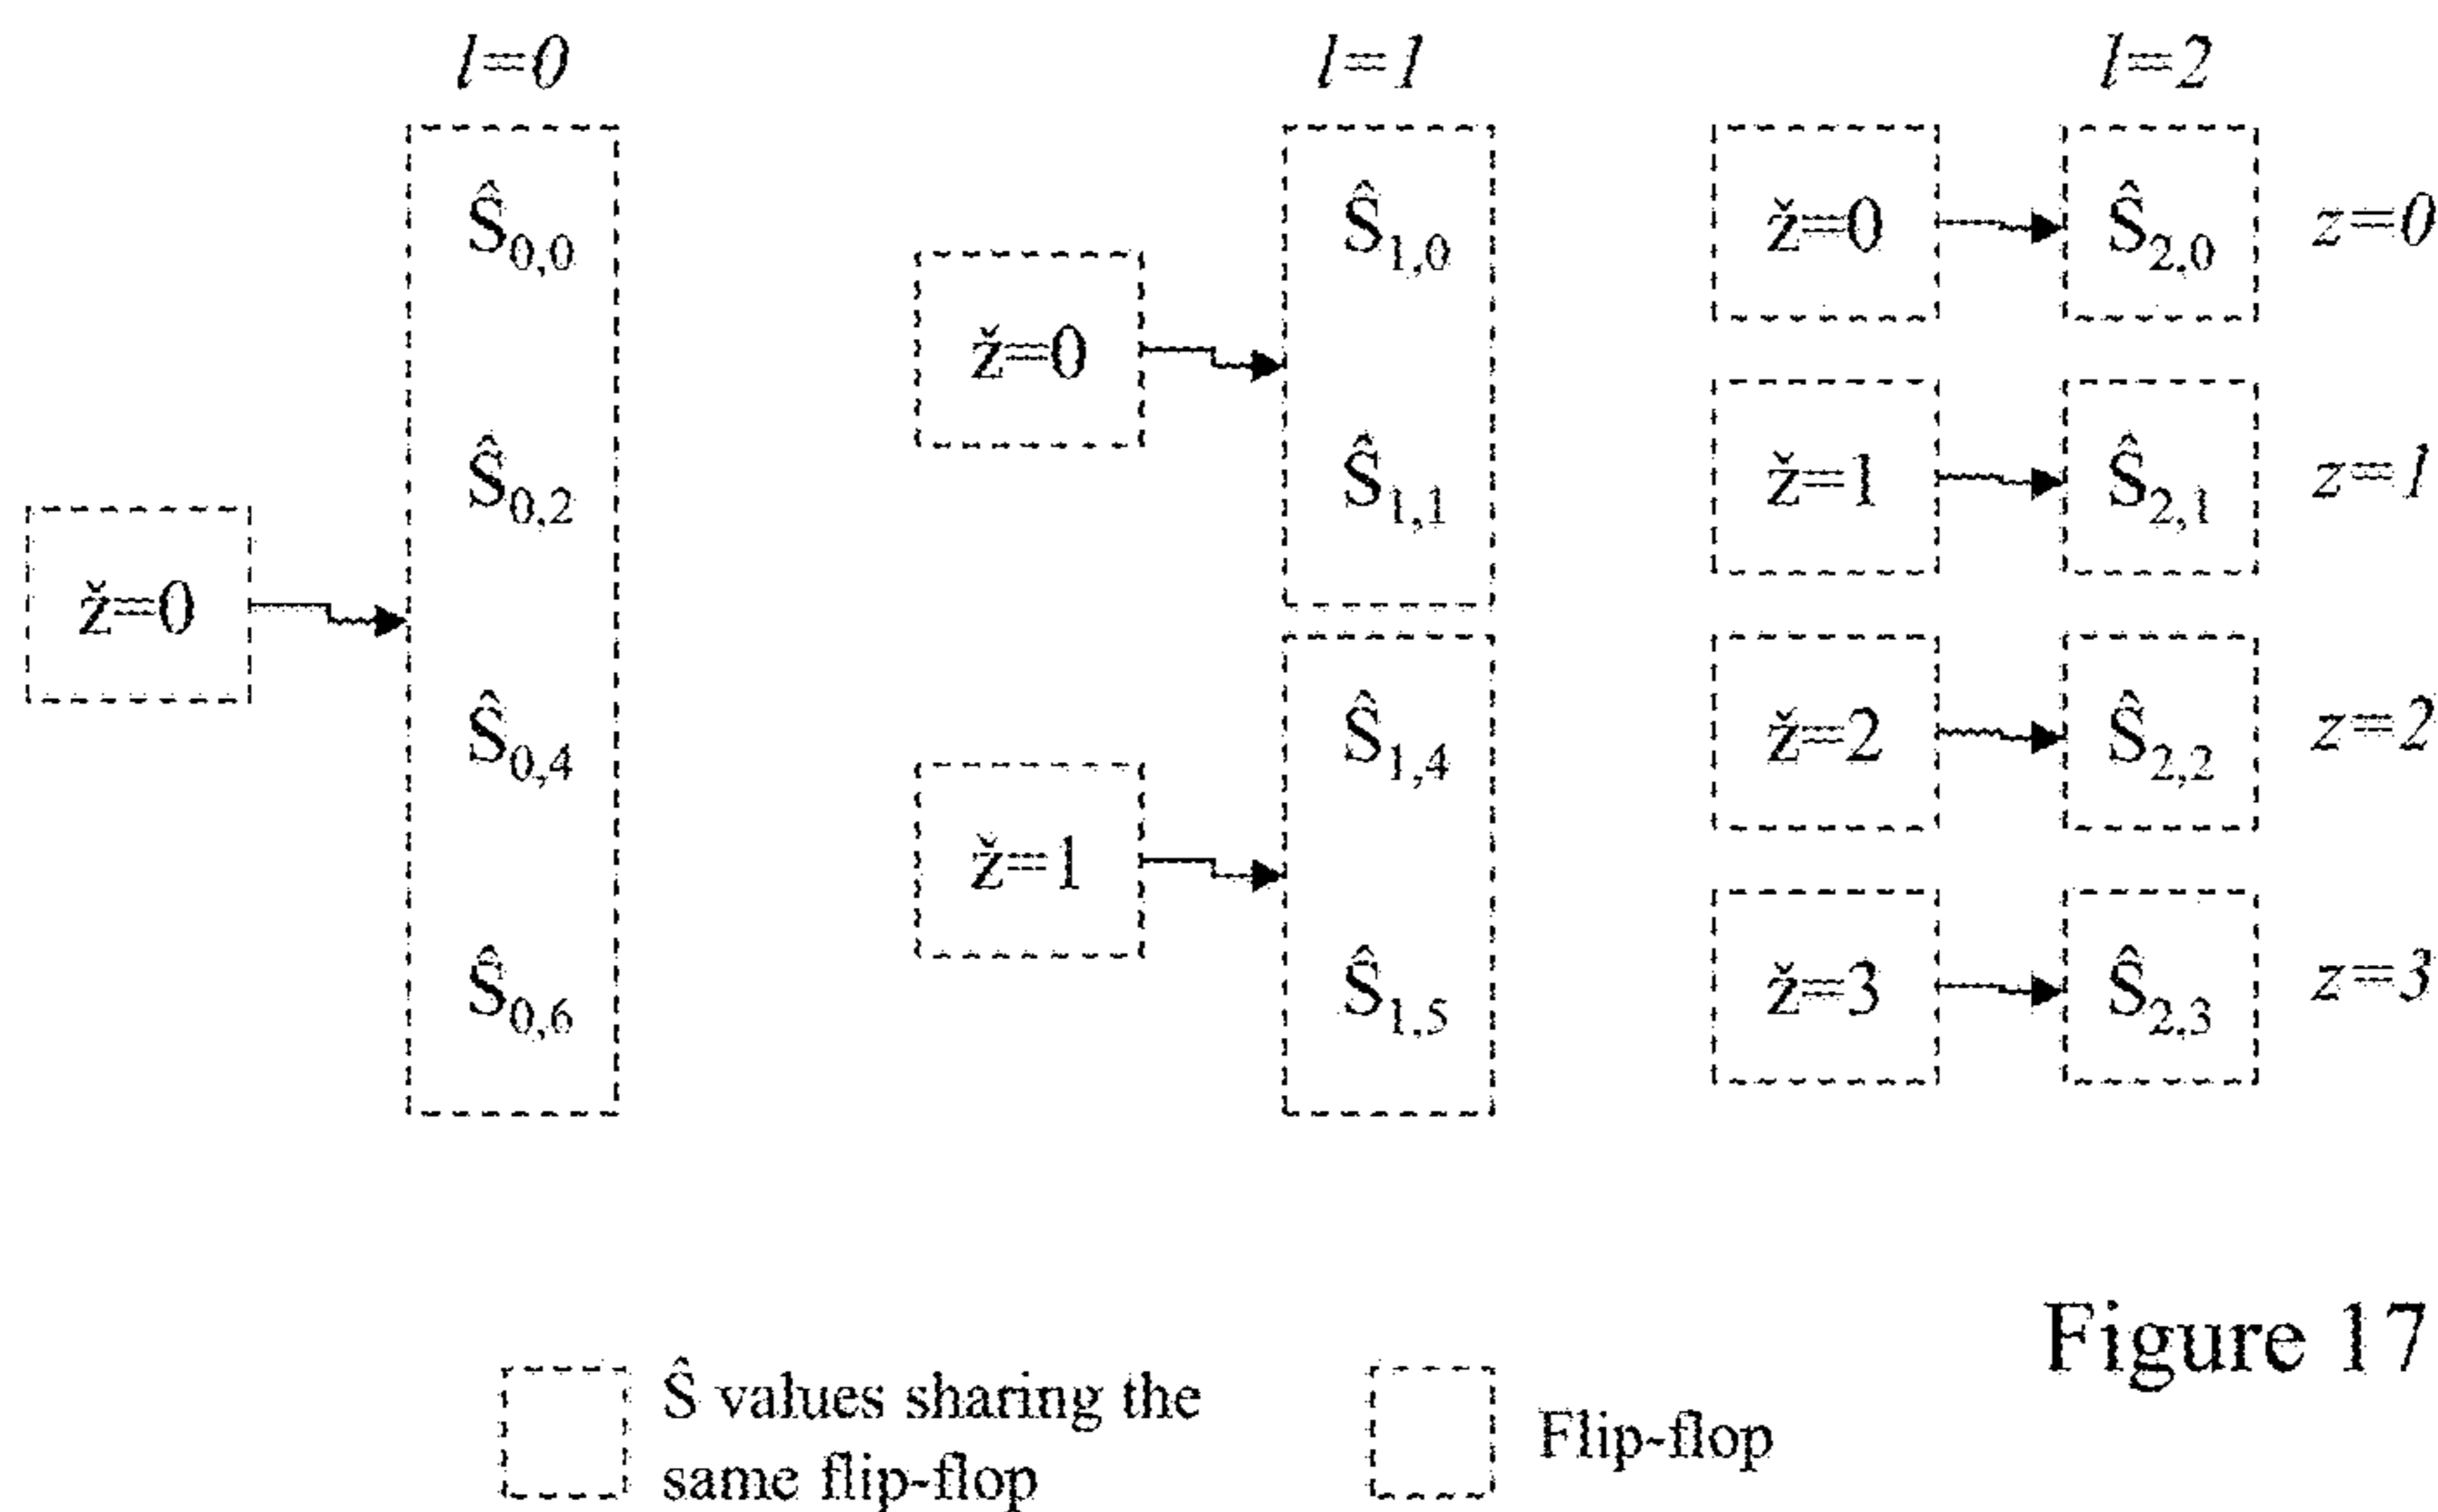 l=0 l=1 l=2
Ŝ0,0 Ŝ1,0 ž=0 Ŝ2,0 z=0
ž=0
Ŝ0,2 Ŝ1,1 ž=1 Ŝ2,1 z=1
ž=0
Ŝ0,4 Ŝ1,4 ž=2 Ŝ2,2 z=2
ž=1
Ŝ0,6 Ŝ1,5 ž=3 Ŝ2,3 z=3
Figure 17
Ŝ values sharing the
same flip-flop
Flip-flop